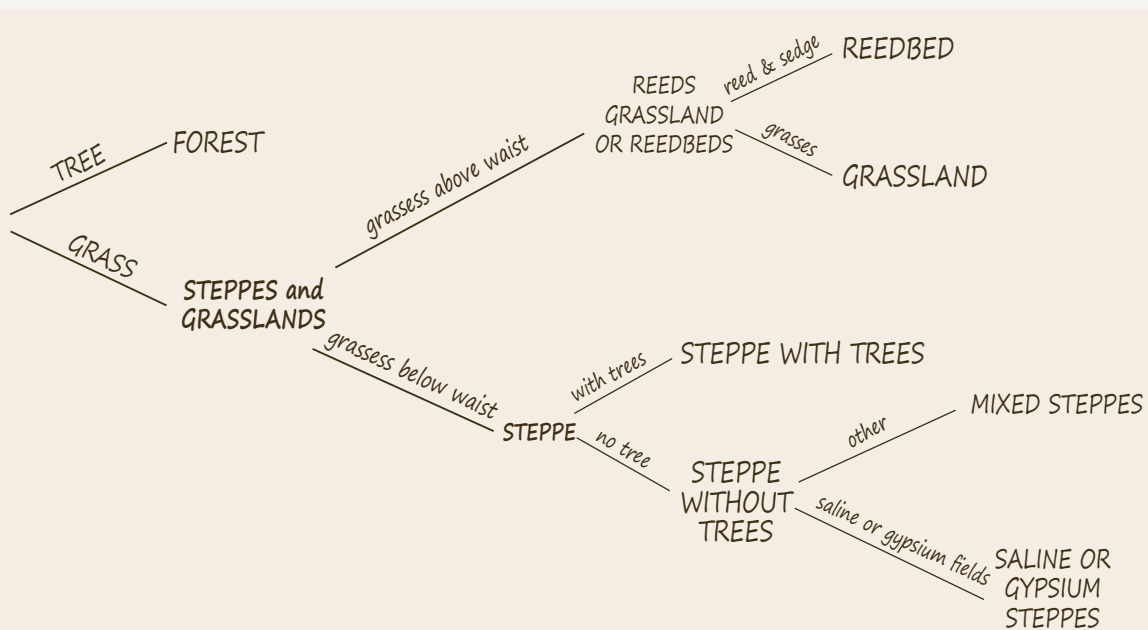 TREE
FOREST
GRASS
STEPPES and
GRASSLANDS
grassess above waist
REEDS
GRASSLAND
OR REEDBEDS
reed & sedge
REEDBED
grasses
GRASSLAND
grassess below waist
STEPPE
with trees
STEPPE WITH TREES
no tree
STEPPE
WITHOUT
TREES
other
MIXED STEPPES
saline or gypsium fields
SALINE OR
GYPSIUM
STEPPES